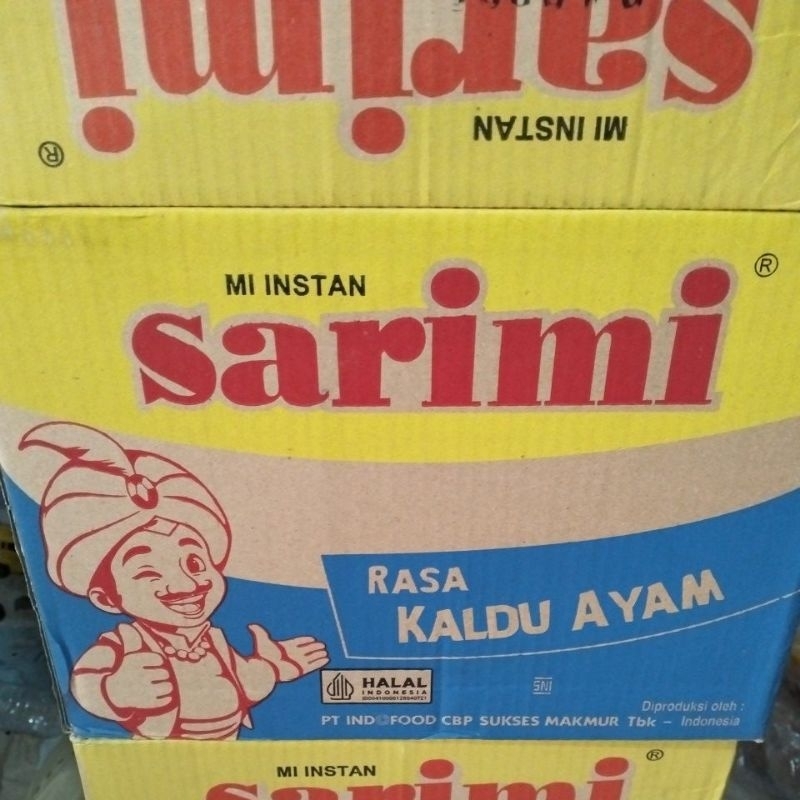 sarimi
MI INSTAN
®
MI INSTAN
sarimi
®
RASA
KALDU AYAM
HALAL
INDONESIA
SNI
Diproduksi oleh :
PT INDOFOOD CBP SUKSES MAKMUR Tbk – Indonesia
MI INSTAN
sarimi
®